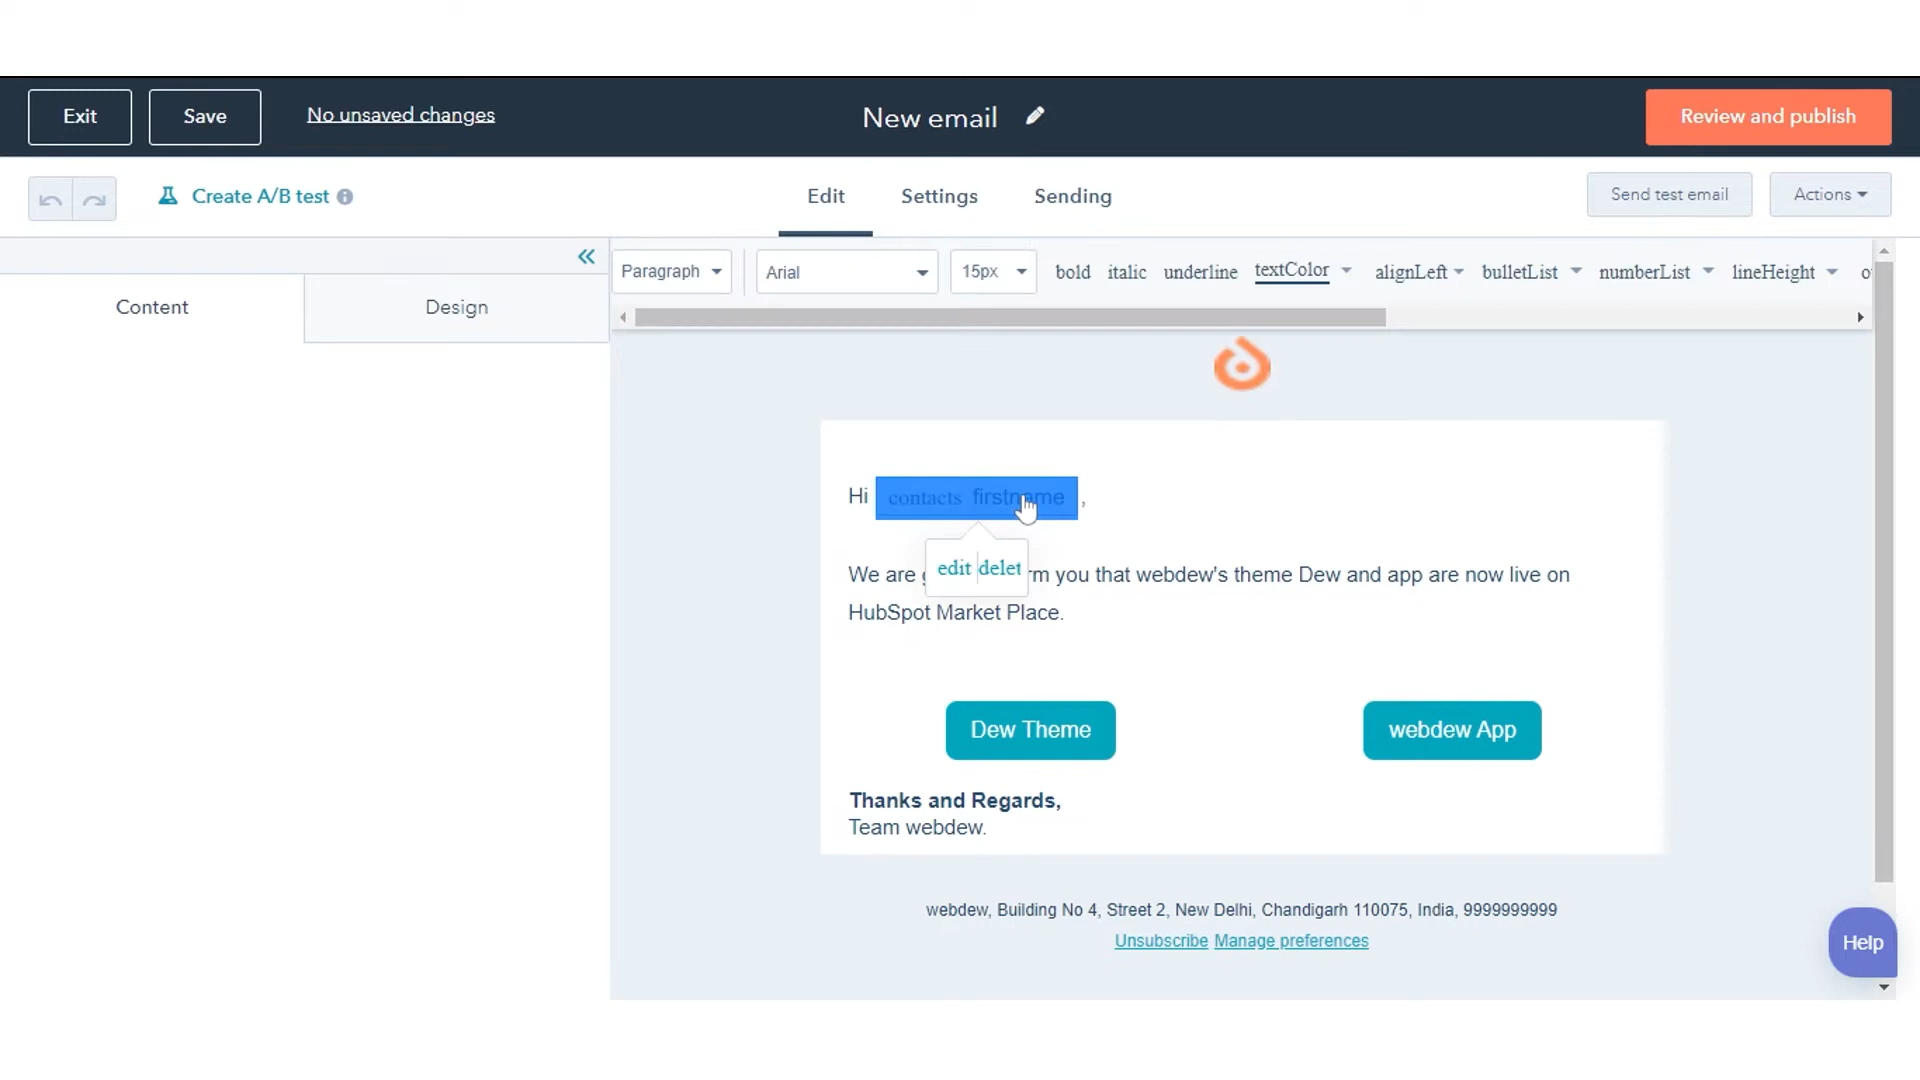 Exit Save No unsaved changes New email Review and publish
Create A/B test Edit Settings Sending Send test email Actions
Paragraph Arial 15px bold italic underline textColor alignLeft bulletList numberList lineHeight
Content Design
Hi contacts firstname ,
edit delet
We are you that webdew's theme Dew and app are now live on
HubSpot Market Place.
Dew Theme webdew App
Thanks and Regards,
Team webdew.
webdew, Building No 4, Street 2, New Delhi, Chandigarh 110075, India, 9999999999
Unsubscribe Manage preferences
Help